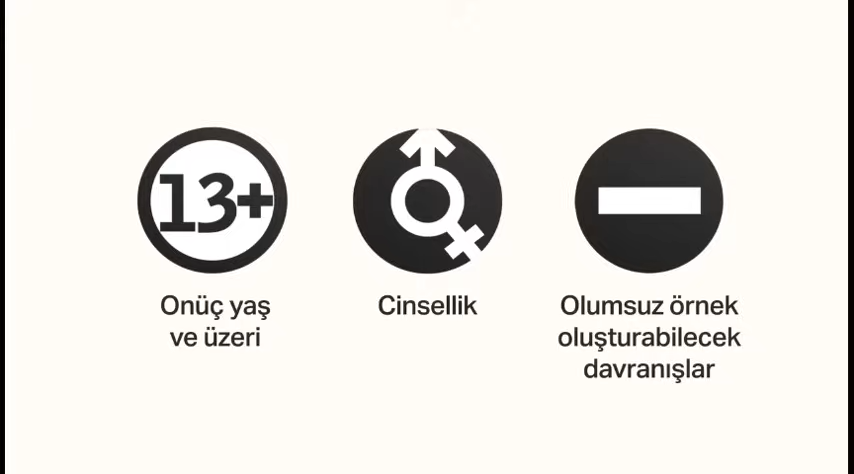 13+
Onüç yaş
ve üzeri
Cinsellik
Olumsuz örnek
oluşturabilecek
davranışlar